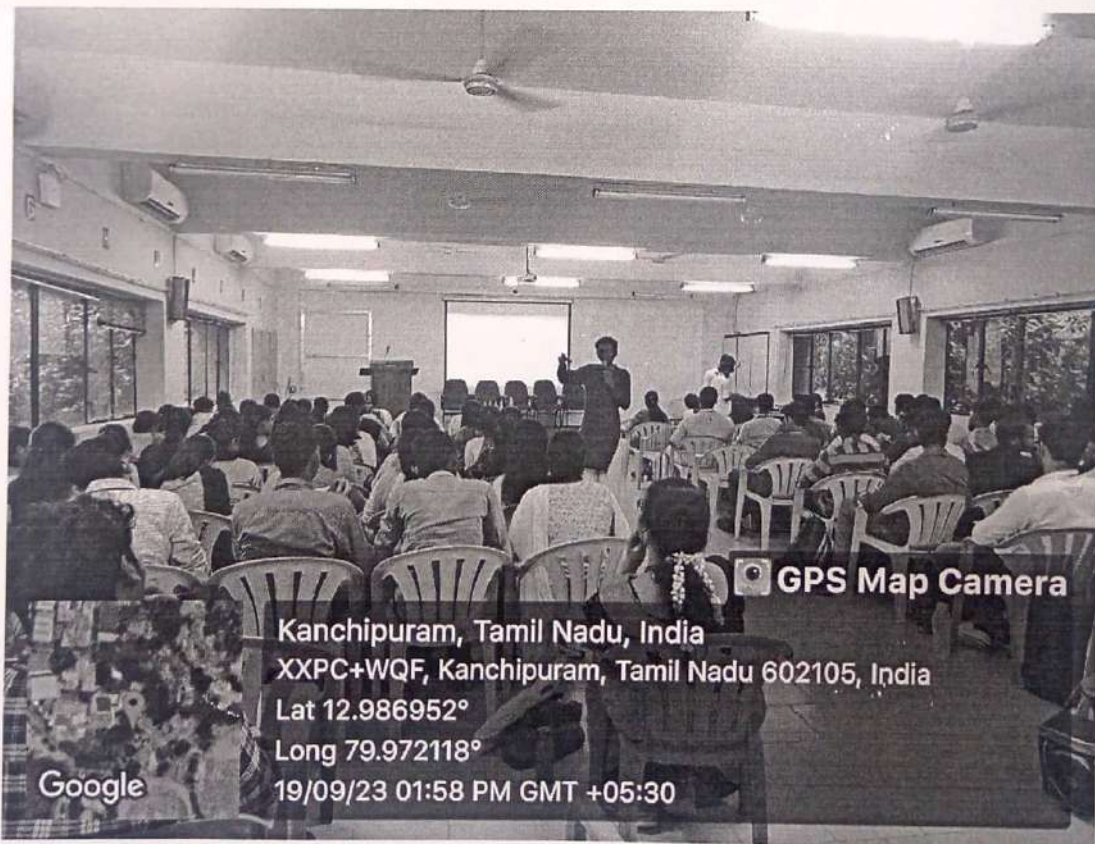 GPS Map Camera
Kanchipuram, Tamil Nadu, India
XXPC+WQF, Kanchipuram, Tamil Nadu 602105, India
Lat 12.986952°
Long 79.972118°
19/09/23 01:58 PM GMT +05:30
Google